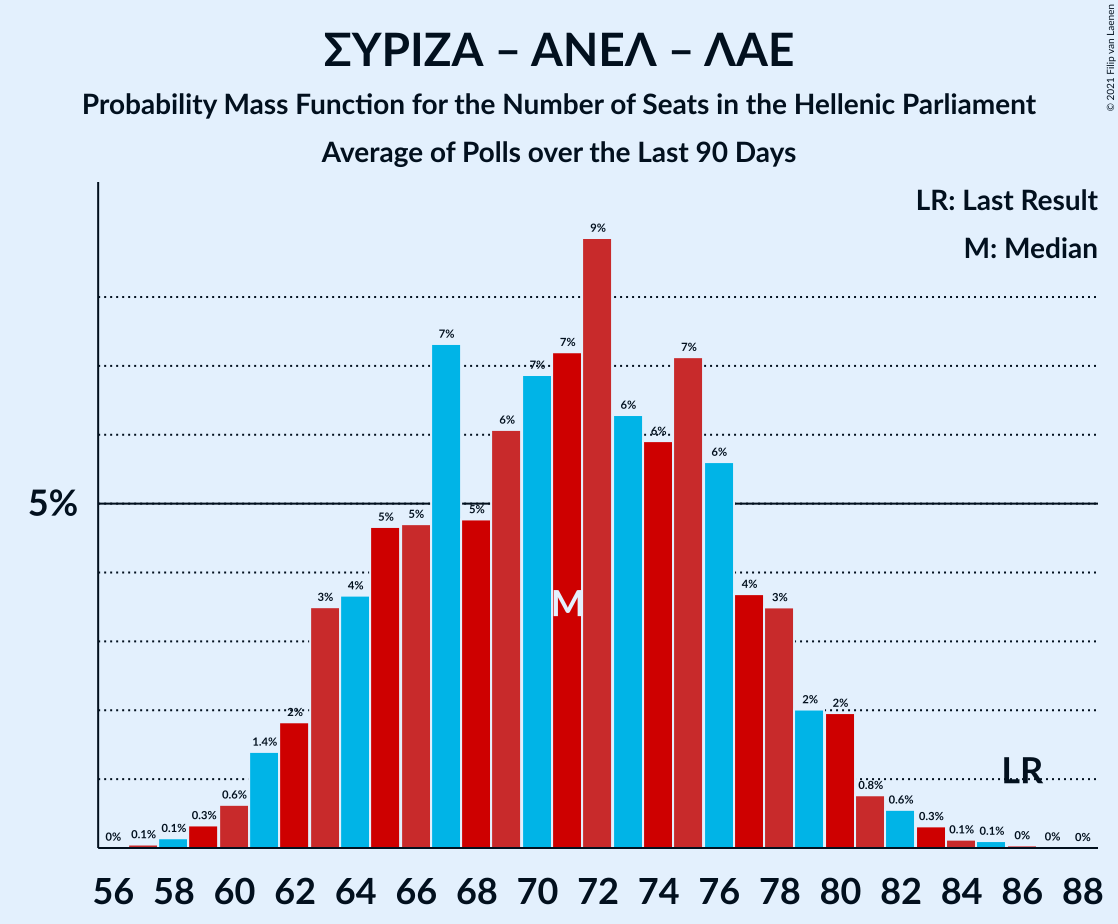 ΣΥΡΙΖΑ – ΑΝΕΛ – ΛΑΕ
Probability Mass Function for the Number of Seats in the Hellenic Parliament
Average of Polls over the Last 90 Days
© 2021 Filip van Laenen
LR: Last Result
M: Median
5%
0% 0.1% 0.1% 0.3% 0.6% 1.4% 2% 3% 4% 5% 5% 7% 5% 6% 7% 7% 9% 6% 6% 7% 6% 4% 3% 2% 2% 0.8% 0.6% 0.3% 0.1% 0.1% 0% 0% 0%
M
LR
56 58 60 62 64 66 68 70 72 74 76 78 80 82 84 86 88